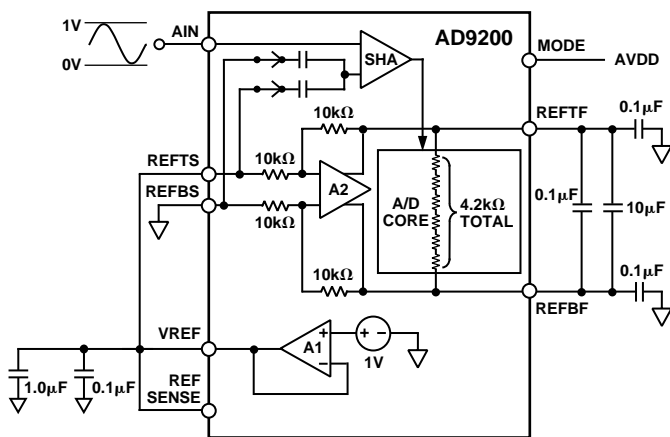 1V
0V
AIN
AD9200
SHA
MODE
AVDD
10kΩ
REFTF
0.1µF
REFTS
10kΩ
A2
REFBS
10kΩ
A/D
CORE
4.2kΩ
TOTAL
0.1µF
10µF
10kΩ
0.1µF
REFBF
VREF
A1
+
−
+ −
1V
1.0µF
0.1µF
REF
SENSE